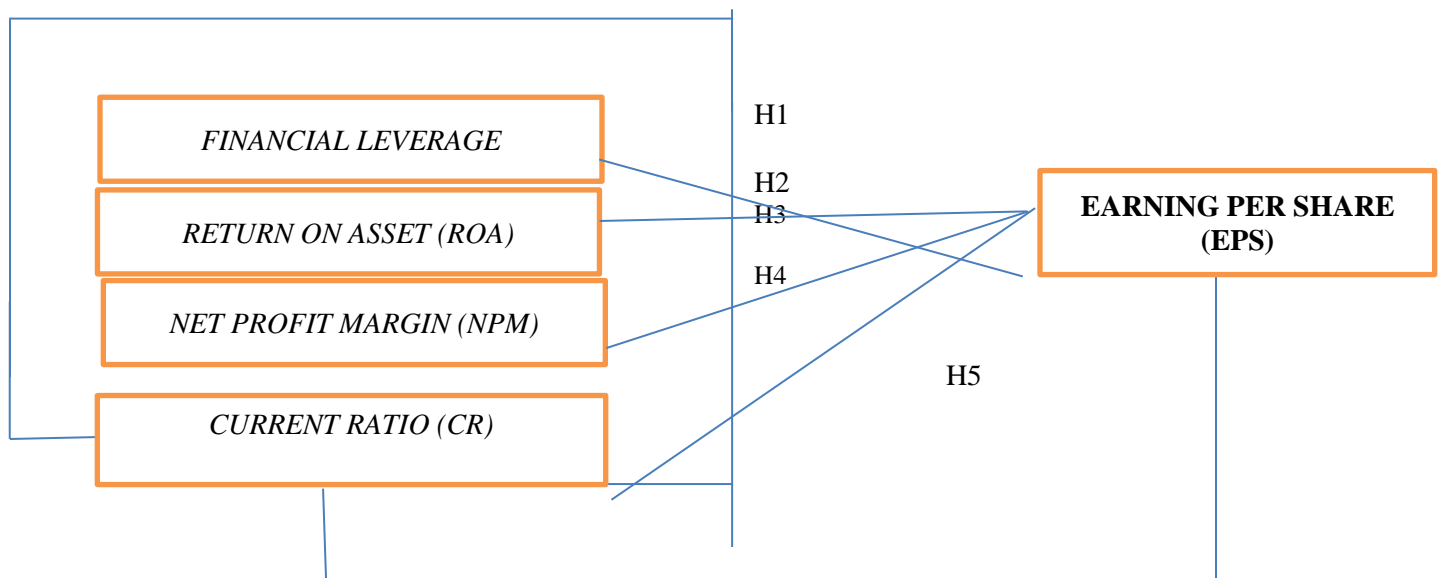 H1
FINANCIAL LEVERAGE
H2
RETURN ON ASSET (ROA)
H3
EARNING PER SHARE
(EPS)
H4
NET PROFIT MARGIN (NPM)
H5
CURRENT RATIO (CR)